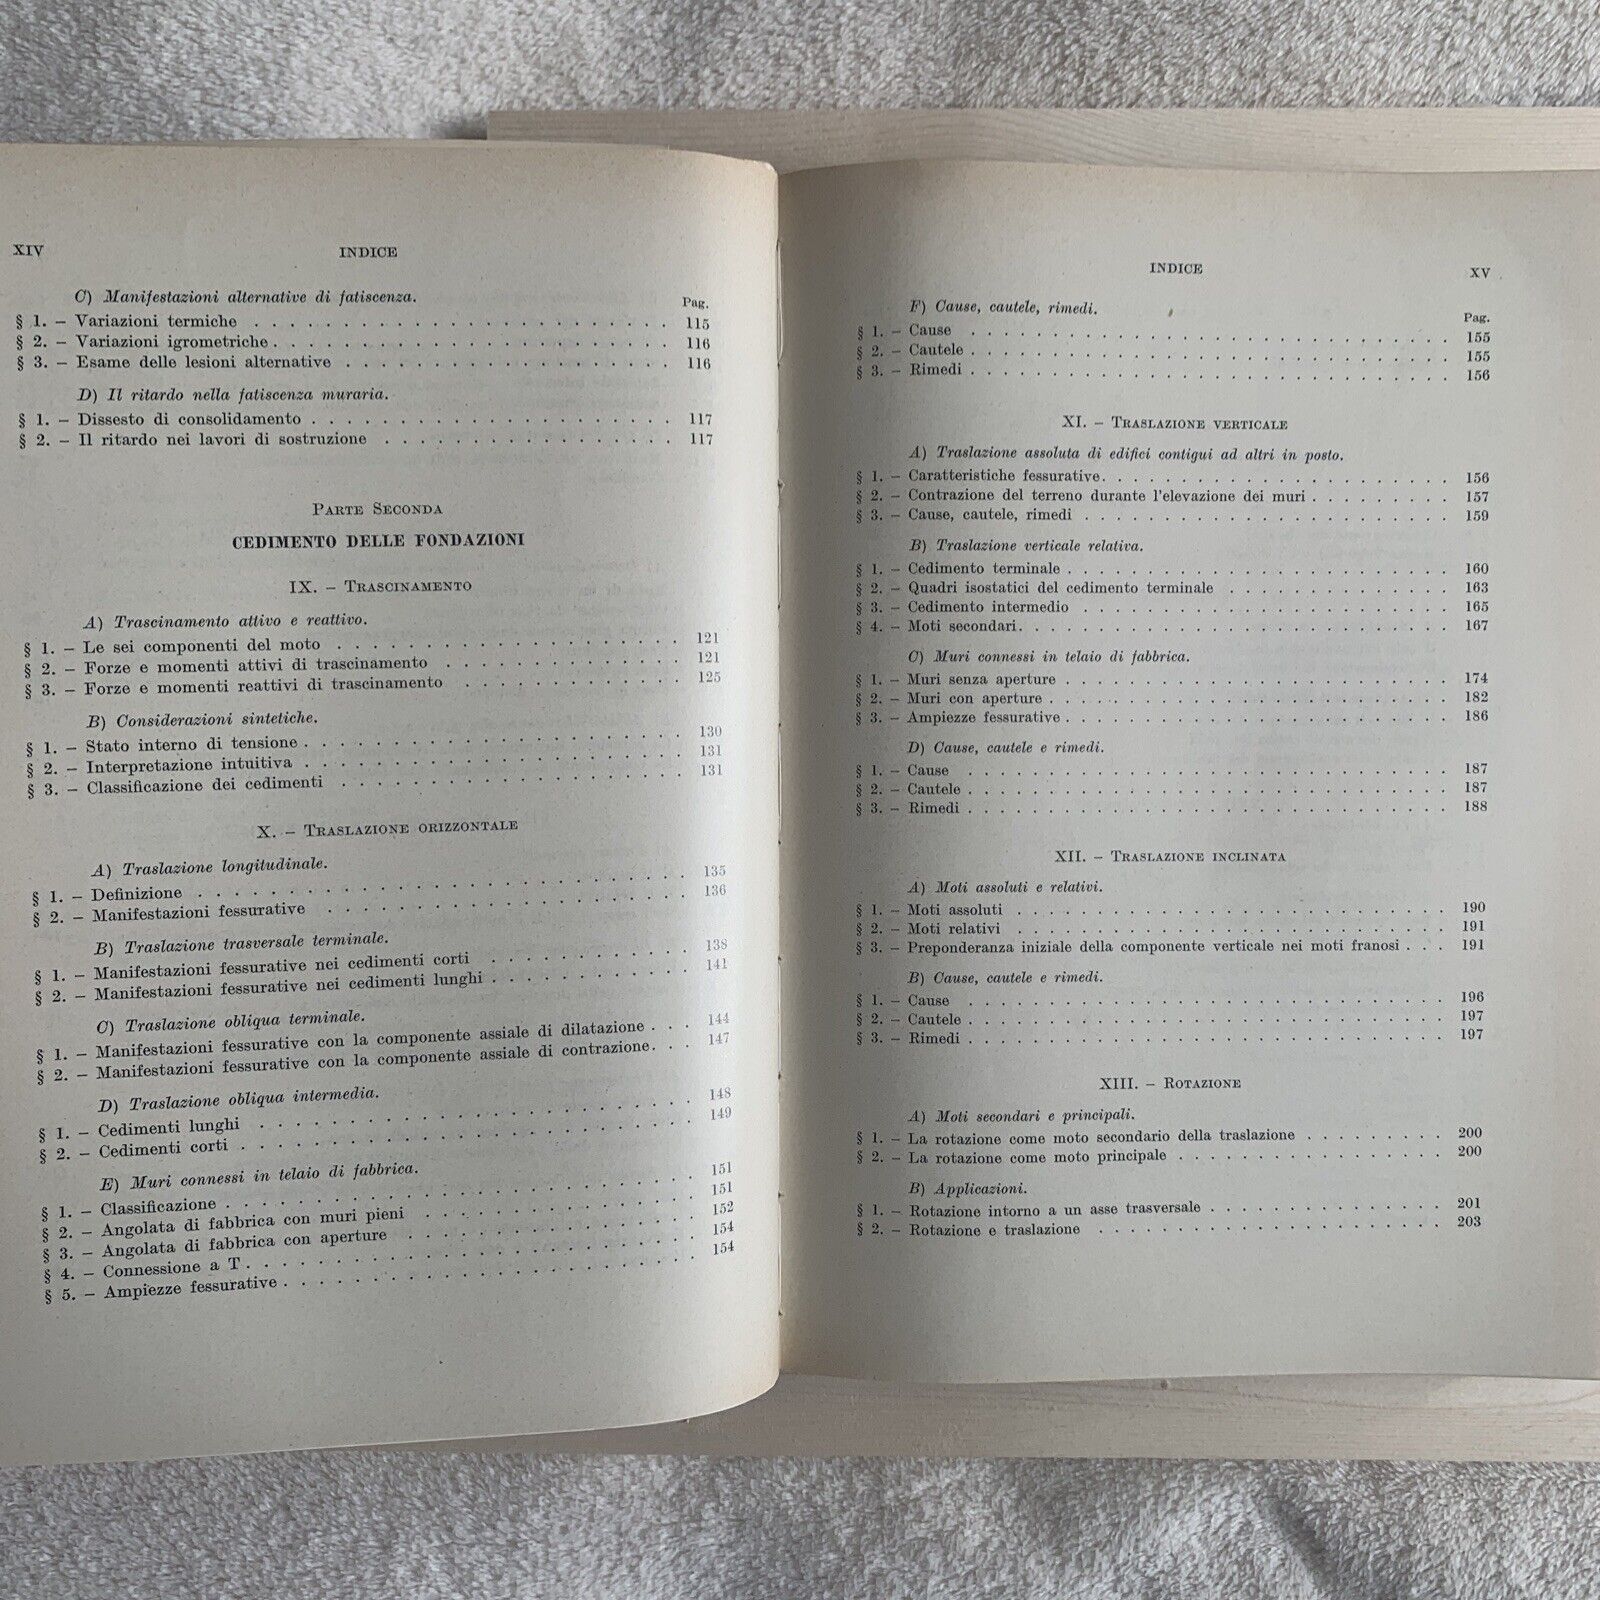 XIV
INDICE
C) Manifestazioni alternative di fatiscenza.
Pag.
§ 1. – Variazioni termiche . . . . . . . . . . . . . . . . . . . . . . . . 115
§ 2. – Variazioni igrometriche . . . . . . . . . . . . . . . . . . . . . . . 116
§ 3. – Esame delle lesioni alternative . . . . . . . . . . . . . . . . . . . 116
D) Il ritardo nella fatiscenza muraria.
§ 1. – Dissesto di consolidamento . . . . . . . . . . . . . . . . . . . . . 117
§ 2. – Il ritardo nei lavori di sostruzione . . . . . . . . . . . . . . . . 117
PARTE SECONDA
CEDIMENTO DELLE FONDAZIONI
IX. – TRASCINAMENTO
A) Trascinamento attivo e reattivo.
§ 1. – Le sei componenti del moto . . . . . . . . . . . . . . . . . . . . 121
§ 2. – Forze e momenti attivi di trascinamento . . . . . . . . . . . . . . 121
§ 3. – Forze e momenti reattivi di trascinamento . . . . . . . . . . . . . 125
B) Considerazioni sintetiche.
§ 1. – Stato interno di tensione . . . . . . . . . . . . . . . . . . . . . 130
§ 2. – Interpretazione intuitiva . . . . . . . . . . . . . . . . . . . . . 131
§ 3. – Classificazione dei cedimenti . . . . . . . . . . . . . . . . . . . 131
X. – TRASLAZIONE ORIZZONTALE
A) Traslazione longitudinale.
§ 1. – Definizione . . . . . . . . . . . . . . . . . . . . . . . . . . . 135
§ 2. – Manifestazioni fessurative . . . . . . . . . . . . . . . . . . . . 136
B) Traslazione trasversale terminale.
§ 1. – Manifestazioni fessurative nei cedimenti corti . . . . . . . . . . . 138
§ 2. – Manifestazioni fessurative nei cedimenti lunghi . . . . . . . . . . 141
C) Traslazione obliqua terminale.
§ 1. – Manifestazioni fessurative con la componente assiale di dilatazione . . . 144
§ 2. – Manifestazioni fessurative con la componente assiale di contrazione . . . 147
D) Traslazione obliqua intermedia.
§ 1. – Cedimenti lunghi . . . . . . . . . . . . . . . . . . . . . . . . 148
§ 2. – Cedimenti corti . . . . . . . . . . . . . . . . . . . . . . . . . 149
E) Muri connessi in telaio di fabbrica.
§ 1. – Classificazione . . . . . . . . . . . . . . . . . . . . . . . . . 151
§ 2. – Angolata di fabbrica con muri pieni . . . . . . . . . . . . . . . . 151
§ 3. – Angolata di fabbrica con aperture . . . . . . . . . . . . . . . . . 152
§ 4. – Connessione a T . . . . . . . . . . . . . . . . . . . . . . . . . 154
§ 5. – Ampiezze fessurative . . . . . . . . . . . . . . . . . . . . . . . 154
INDICE
XV
F) Cause, cautele, rimedi.
Pag.
§ 1. – Cause . . . . . . . . . . . . . . . . . . . . . . . . . . . . . . 155
§ 2. – Cautele . . . . . . . . . . . . . . . . . . . . . . . . . . . . . 155
§ 3. – Rimedi . . . . . . . . . . . . . . . . . . . . . . . . . . . . . 156
XI. – TRASLAZIONE VERTICALE
A) Traslazione assoluta di edifici contigui ad altri in posto.
§ 1. – Caratteristiche fessurative . . . . . . . . . . . . . . . . . . . . 156
§ 2. – Contrazione del terreno durante l'elevazione dei muri . . . . . . . . 157
§ 3. – Cause, cautele, rimedi . . . . . . . . . . . . . . . . . . . . . . 159
B) Traslazione verticale relativa.
§ 1. – Cedimento terminale . . . . . . . . . . . . . . . . . . . . . . . 160
§ 2. – Quadri isostatici del cedimento terminale . . . . . . . . . . . . . 163
§ 3. – Cedimento intermedio . . . . . . . . . . . . . . . . . . . . . . . 165
§ 4. – Moti secondari . . . . . . . . . . . . . . . . . . . . . . . . . . 167
C) Muri connessi in telaio di fabbrica.
§ 1. – Muri senza aperture . . . . . . . . . . . . . . . . . . . . . . . 174
§ 2. – Muri con aperture . . . . . . . . . . . . . . . . . . . . . . . . 182
§ 3. – Ampiezze fessurative . . . . . . . . . . . . . . . . . . . . . . . 186
D) Cause, cautele e rimedi.
§ 1. – Cause . . . . . . . . . . . . . . . . . . . . . . . . . . . . . . 187
§ 2. – Cautele . . . . . . . . . . . . . . . . . . . . . . . . . . . . . 187
§ 3. – Rimedi . . . . . . . . . . . . . . . . . . . . . . . . . . . . . 188
XII. – TRASLAZIONE INCLINATA
A) Moti assoluti e relativi.
§ 1. – Moti assoluti . . . . . . . . . . . . . . . . . . . . . . . . . . 190
§ 2. – Moti relativi . . . . . . . . . . . . . . . . . . . . . . . . . . 191
§ 3. – Preponderanza iniziale della componente verticale nei moti franosi . . . 191
B) Cause, cautele e rimedi.
§ 1. – Cause . . . . . . . . . . . . . . . . . . . . . . . . . . . . . . 196
§ 2. – Cautele . . . . . . . . . . . . . . . . . . . . . . . . . . . . . 197
§ 3. – Rimedi . . . . . . . . . . . . . . . . . . . . . . . . . . . . . 197
XIII. – ROTAZIONE
A) Moti secondari e principali.
§ 1. – La rotazione come moto secondario della traslazione . . . . . . . . 200
§ 2. – La rotazione come moto principale . . . . . . . . . . . . . . . . . 200
B) Applicazioni.
§ 1. – Rotazione intorno a un asse trasversale . . . . . . . . . . . . . . 201
§ 2. – Rotazione e traslazione . . . . . . . . . . . . . . . . . . . . . . 203